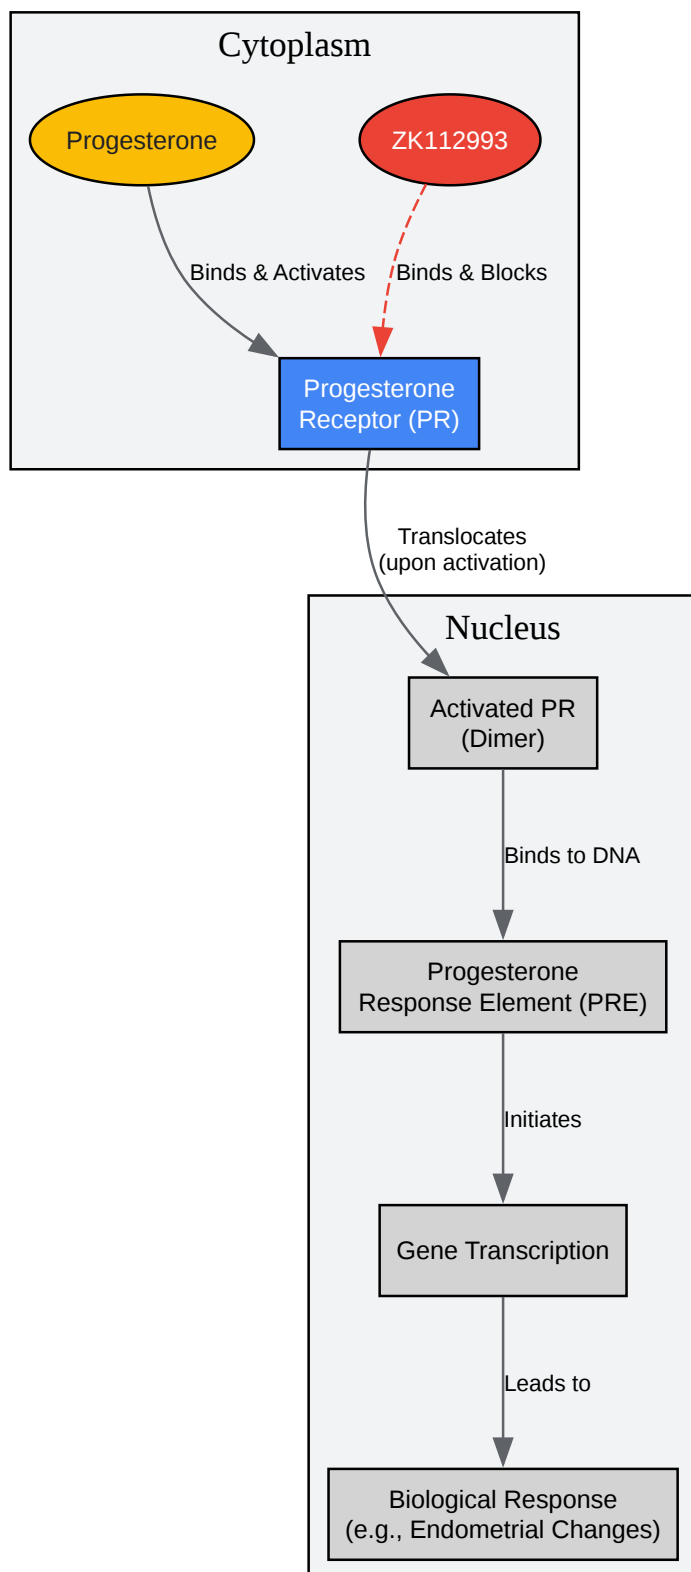 Cytoplasm
Progesterone
ZK112993
Binds & Activates
Binds & Blocks
Progesterone
Receptor (PR)
Translocates
(upon activation)
Nucleus
Activated PR
(Dimer)
Binds to DNA
Progesterone
Response Element (PRE)
Initiates
Gene Transcription
Leads to
Biological Response
(e.g., Endometrial Changes)